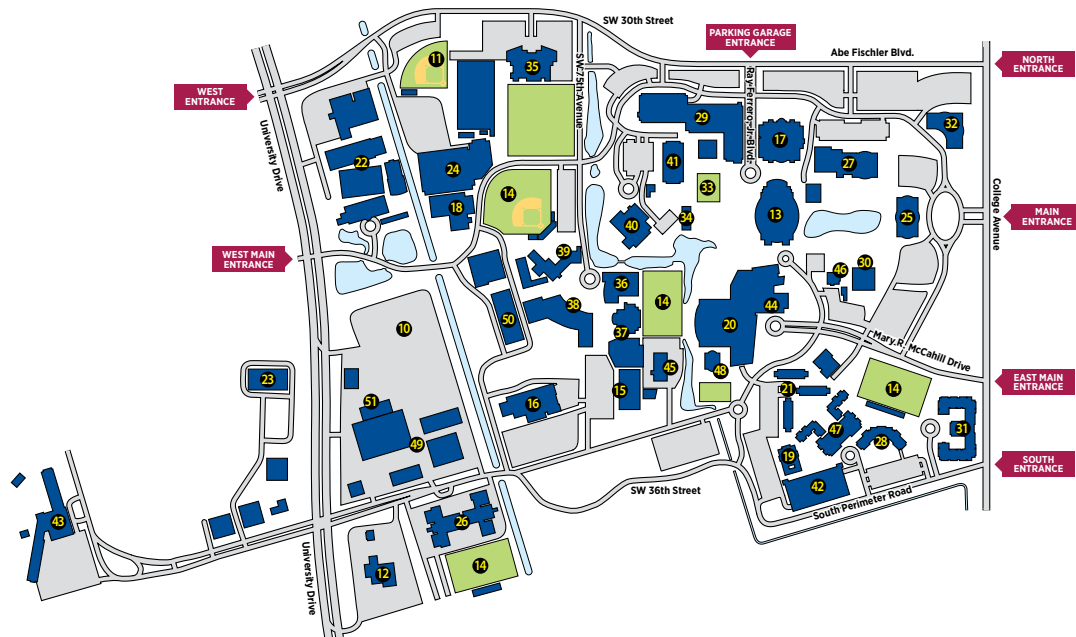 SW 30th Street
PARKING GARAGE
ENTRANCE
Abe Fischler Blvd.
NORTH
ENTRANCE
WEST
ENTRANCE
11
35
SW 75th Avenue
29
Ray Ferrero, Jr. Blvd.
17
32
University Drive
22
24
41
27
18
14
33
13
25
College Avenue
MAIN
ENTRANCE
40
34
WEST MAIN
ENTRANCE
39
36
14
46
30
10
50
38
37
20
44
Mary R. McCahill Drive
23
51
15
45
48
21
14
EAST MAIN
ENTRANCE
16
49
47
28
31
19
42
SOUTH
ENTRANCE
SW 36th Street
South Perimeter Road
43
26
University Drive
12
14